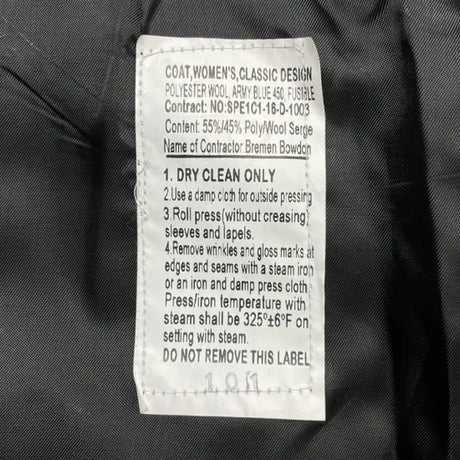 COAT,WOMEN'S,CLASSIC DESIGN
POLYESTER WOOL, ARMY BLUE 450, FUSIBLE
Contract: NO:SPE1C1-16-D-1003
Content: 55%/45% Poly/Wool Serge
Name of Contractor Bremen Bowdon
1. DRY CLEAN ONLY
2.Use a damp cloth for outside pressing
3.Roll press(without creasing)
sleeves and lapels.
4.Remove wrinkles and gloss marks at
edges and seams with a steam iron
or an iron and damp press cloth
Press/iron temperature with
steam shall be 325°±6°F on
setting with steam.
DO NOT REMOVE THIS LABEL
101